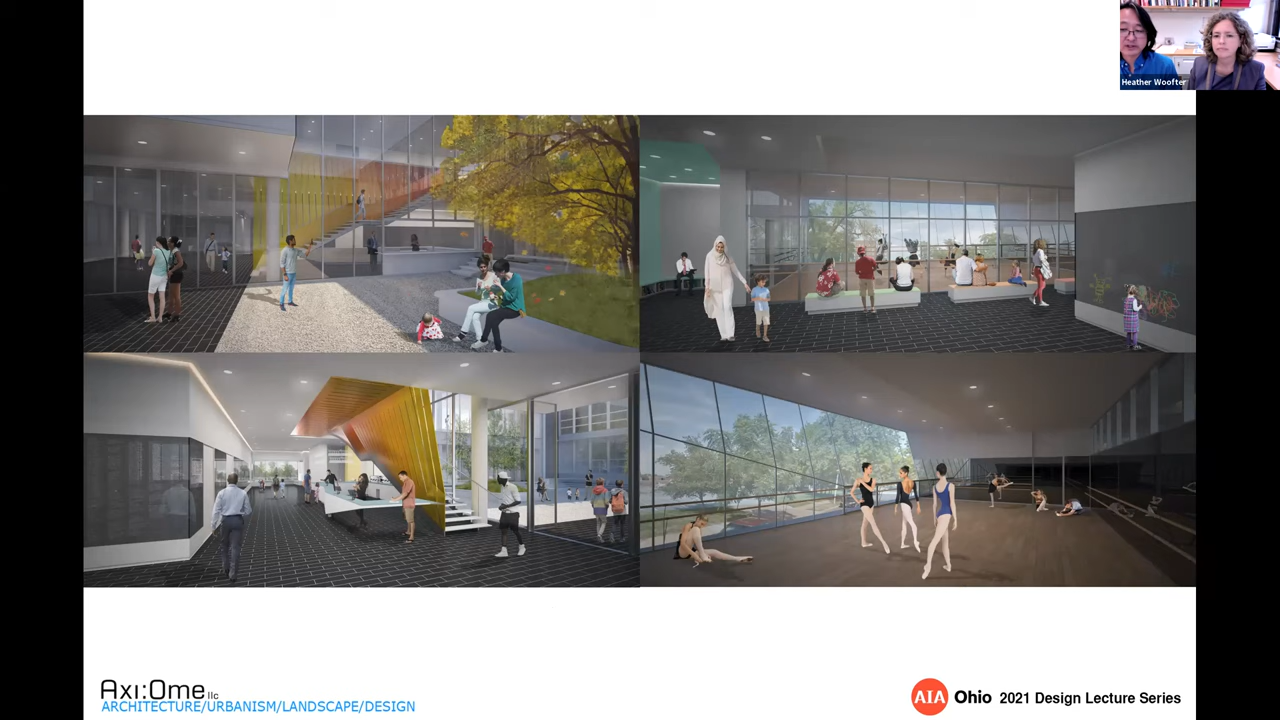 Heather Woofter
Axi:Ome llc
ARCHITECTURE/URBANISM/LANDSCAPE/DESIGN
AIA Ohio 2021 Design Lecture Series